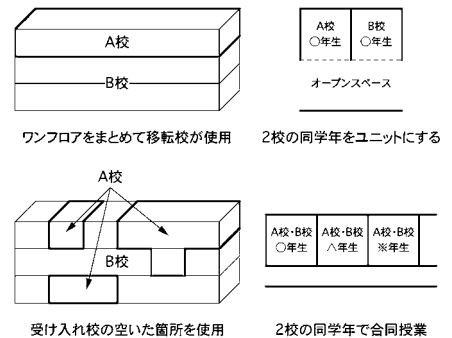 A校
B校
ワンフロアをまとめて移転校が使用
A校 B校
○年生 ○年生
オープンスペース
2校の同学年をユニットにする
A校
B校
受け入れ校の空いた箇所を使用
A校・B校 A校・B校 A校・B校
○年生 △年生 ※年生
2校の同学年で合同授業